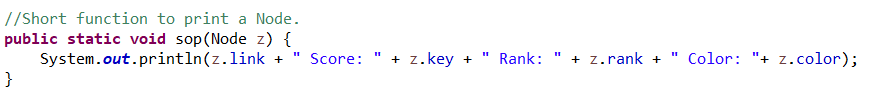 //Short function to print a Node.
public static void sop(Node z) {
    System.out.println(z.link + " Score: " + z.key + " Rank: " + z.rank + " Color: "+ z.color);
}